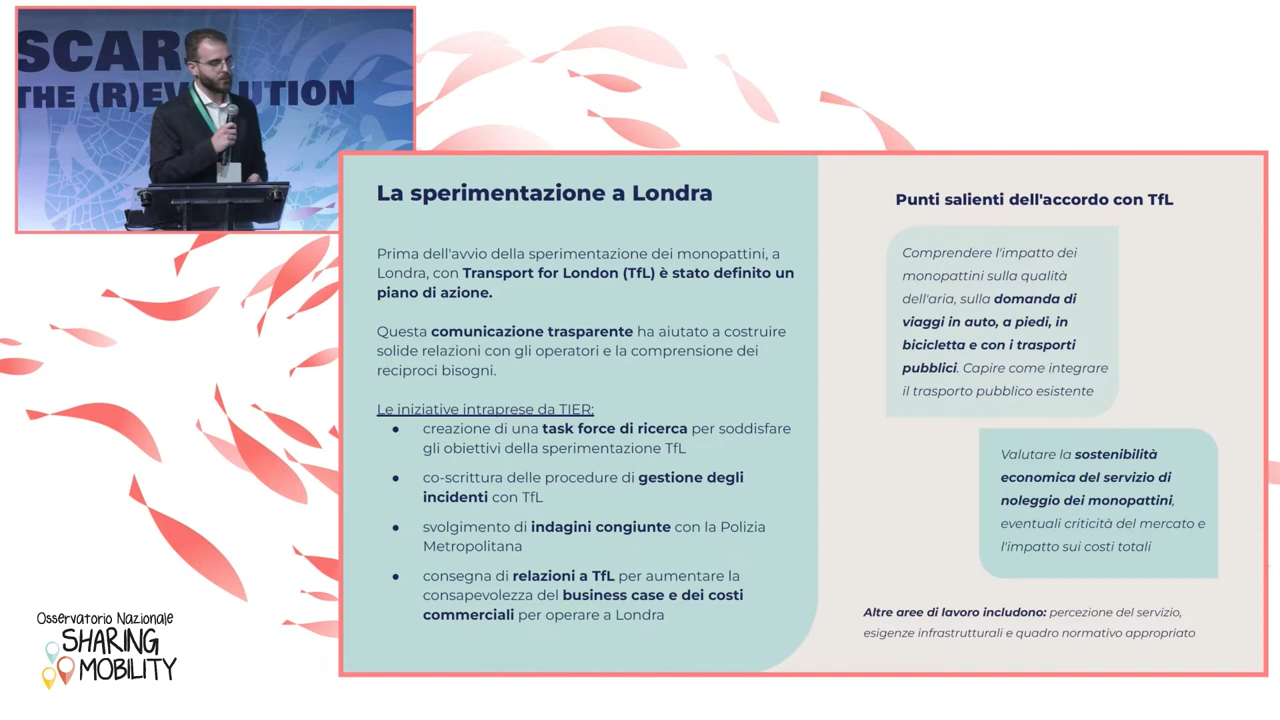 SCAR
THE (R)EV UTION
La sperimentazione a Londra
Prima dell'avvio della sperimentazione dei monopattini, a
Londra, con Transport for London (TfL) è stato definito un
piano di azione.
Questa comunicazione trasparente ha aiutato a costruire
solide relazioni con gli operatori e la comprensione dei
reciproci bisogni.
Le iniziative intraprese da TIER:
● creazione di una task force di ricerca per soddisfare
gli obiettivi della sperimentazione TfL
● co-scrittura delle procedure di gestione degli
incidenti con TfL
● svolgimento di indagini congiunte con la Polizia
Metropolitana
● consegna di relazioni a TfL per aumentare la
consapevolezza del business case e dei costi
commerciali per operare a Londra
Punti salienti dell'accordo con TfL
Comprendere l'impatto dei
monopattini sulla qualità
dell'aria, sulla domanda di
viaggi in auto, a piedi, in
bicicletta e con i trasporti
pubblici. Capire come integrare
il trasporto pubblico esistente
Valutare la sostenibilità
economica del servizio di
noleggio dei monopattini,
eventuali criticità del mercato e
l'impatto sui costi totali
Altre aree di lavoro includono: percezione del servizio,
esigenze infrastrutturali e quadro normativo appropriato
Osservatorio Nazionale
SHARING
MOBILITY